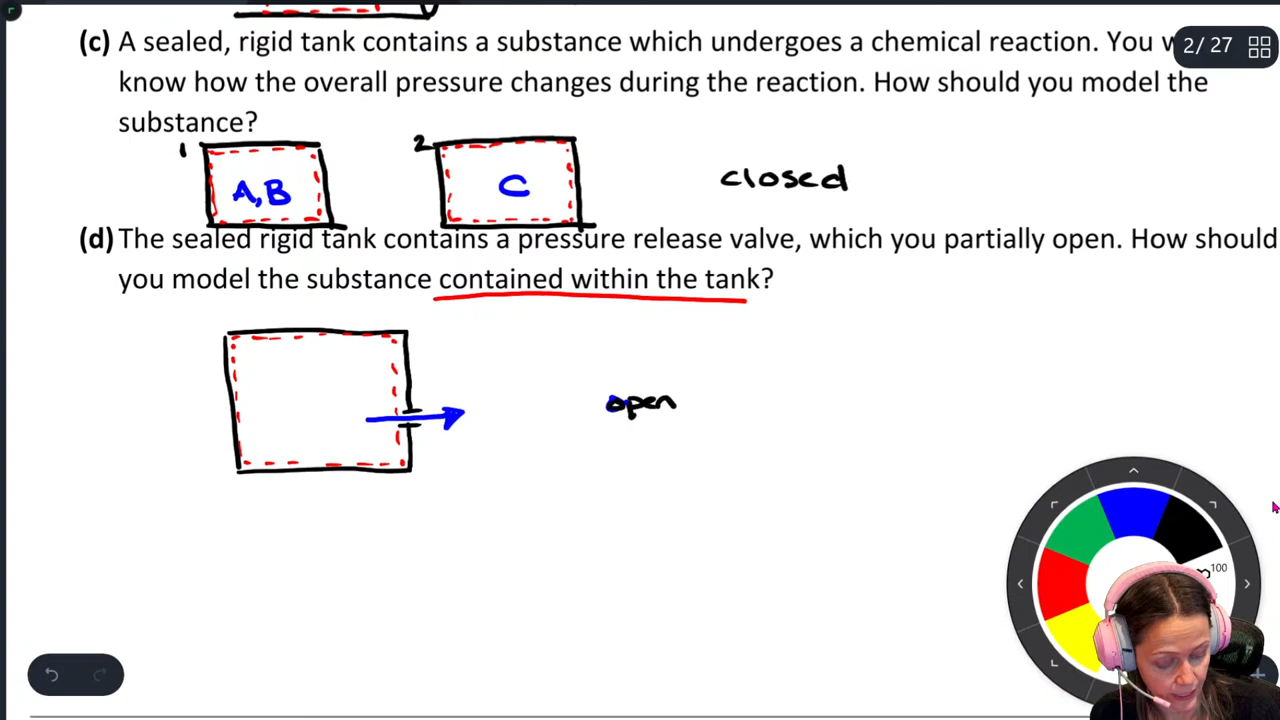 2/ 27
(c) A sealed, rigid tank contains a substance which undergoes a chemical reaction. You
know how the overall pressure changes during the reaction. How should you model the
substance?
1
A,B
2
C
closed
(d) The sealed rigid tank contains a pressure release valve, which you partially open. How should
you model the substance contained within the tank?
open
100